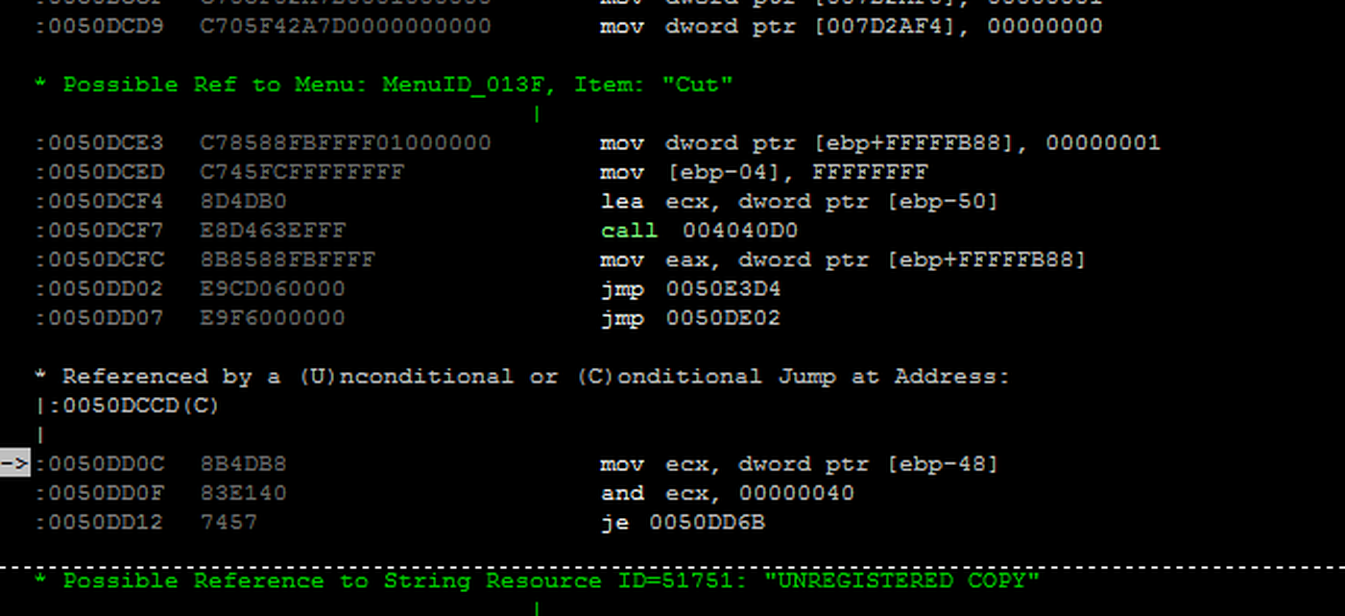 :0050DCD9 C705F42A7D0000000000 mov dword ptr [007D2AF4], 00000000
* Possible Ref to Menu: MenuID_013F, Item: "Cut"
|
:0050DCE3 C78588FBFFFF01000000 mov dword ptr [ebp+FFFFFB88], 00000001
:0050DCED C745FCFFFFFFFF mov [ebp-04], FFFFFFFF
:0050DCF4 8D4DB0 lea ecx, dword ptr [ebp-50]
:0050DCF7 E8D463EFFF call 004040D0
:0050DCFC 8B8588FBFFFF mov eax, dword ptr [ebp+FFFFFB88]
:0050DD02 E9CD060000 jmp 0050E3D4
:0050DD07 E9F6000000 jmp 0050DE02
* Referenced by a (U)nconditional or (C)onditional Jump at Address:
|:0050DCCD(C)
|
->:0050DD0C 8B4DB8 mov ecx, dword ptr [ebp-48]
:0050DD0F 83E140 and ecx, 00000040
:0050DD12 7457 je 0050DD6B
* Possible Reference to String Resource ID=51751: "UNREGISTERED COPY"
|